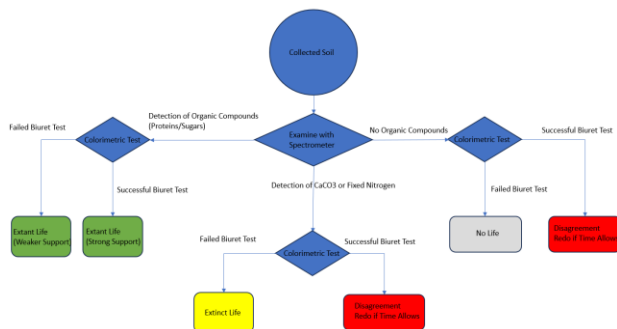 Collected Soil
Detection of Organic Compounds
(Proteins/Sugars)
Failed Biuret Test
Colorimetric Test
Examine with
Spectrometer
No Organic Compounds
Colorimetric Test
Successful Biuret Test
Successful Biuret Test
Detection of CaCO3 or Fixed Nitrogen
Failed Biuret Test
Extant Life
(Weaker Support)
Extant Life
(Strong Support)
No Life
Disagreement
Redo if Time Allows
Failed Biuret Test
Colorimetric Test
Successful Biuret Test
Extinct Life
Disagreement
Redo if Time Allows